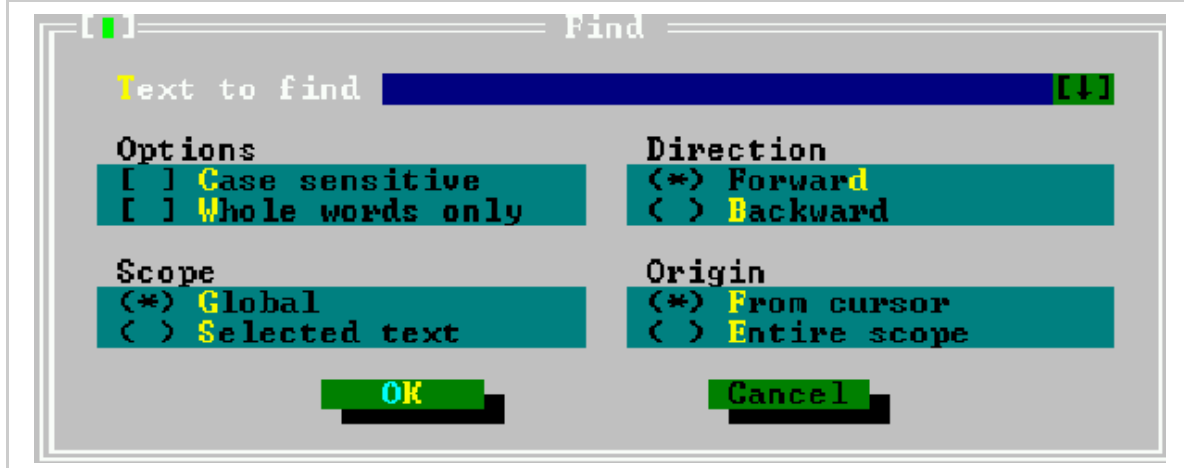 [▮] Find
Text to find [↓]
Options
[ ] Case sensitive
[ ] Whole words only
Direction
(*) Forward
( ) Backward
Scope
(*) Global
( ) Selected text
Origin
(*) From cursor
( ) Entire scope
OK Cancel